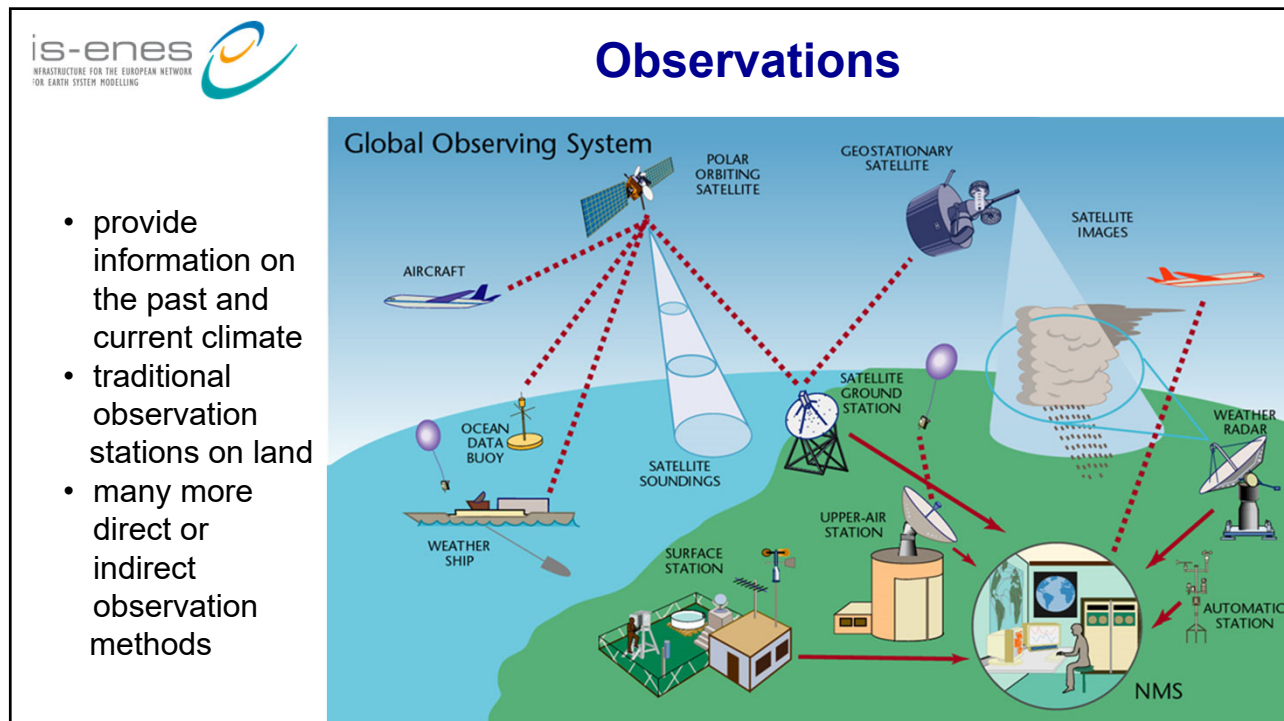 is-enes
INFRASTRUCTURE FOR THE EUROPEAN NETWORK
FOR EARTH SYSTEM MODELLING
Observations
• provide
information on
the past and
current climate
• traditional
observation
stations on land
• many more
direct or
indirect
observation
methods
Global Observing System
POLAR
ORBITING
SATELLITE
GEOSTATIONARY
SATELLITE
SATELLITE
IMAGES
AIRCRAFT
OCEAN
DATA
BUOY
SATELLITE
SOUNDINGS
SATELLITE
GROUND
STATION
WEATHER
RADAR
WEATHER
SHIP
SURFACE
STATION
UPPER-AIR
STATION
AUTOMATIC
STATION
NMS